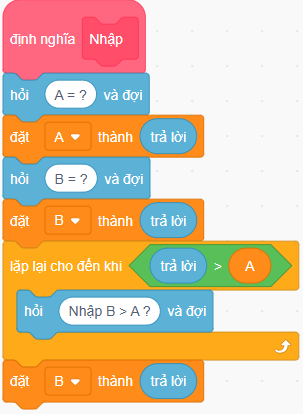 định nghĩa Nhập
hỏi A = ? và đợi
đặt A thành trả lời
hỏi B = ? và đợi
đặt B thành trả lời
lặp lại cho đến khi trả lời > A
hỏi Nhập B > A ? và đợi
đặt B thành trả lời